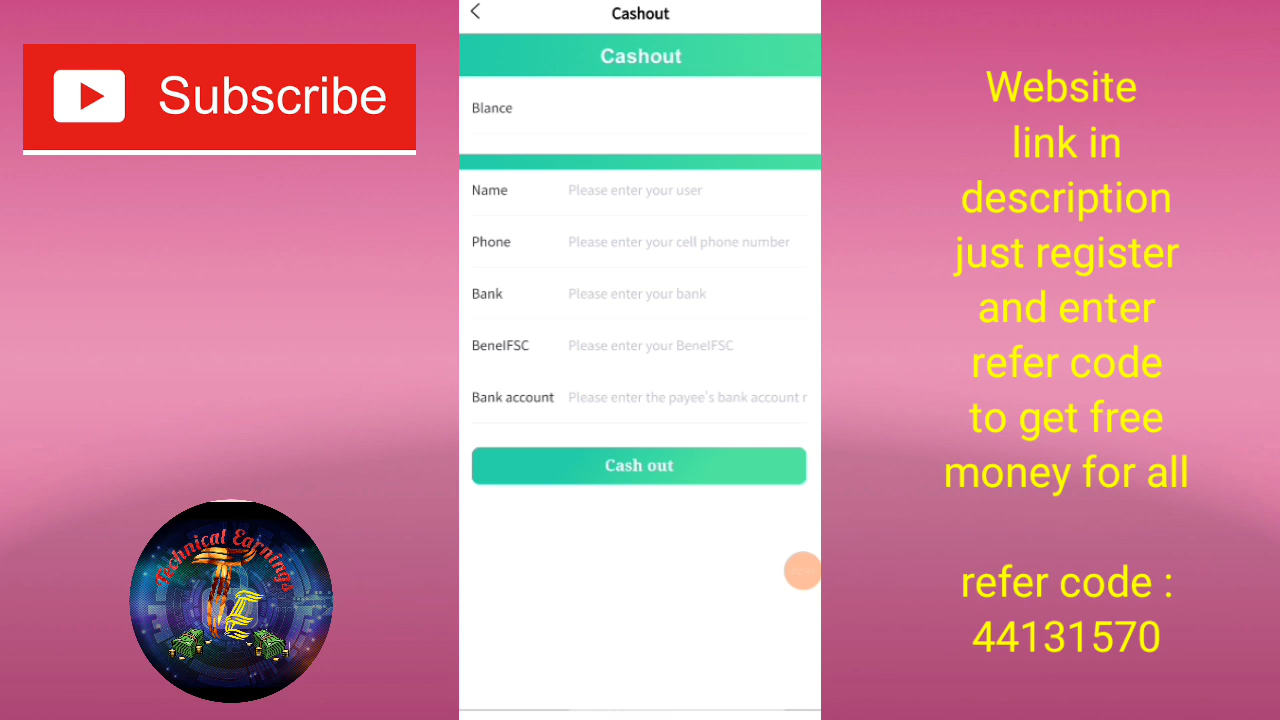 Subscribe
Technical Earnings
TE
Cashout
Cashout
Blance
Name Please enter your user
Phone Please enter your cell phone number
Bank Please enter your bank
BeneIFSC Please enter your BeneIFSC
Bank account Please enter the payee's bank account r
Cash out
Website
link in
description
just register
and enter
refer code
to get free
money for all
refer code :
44131570